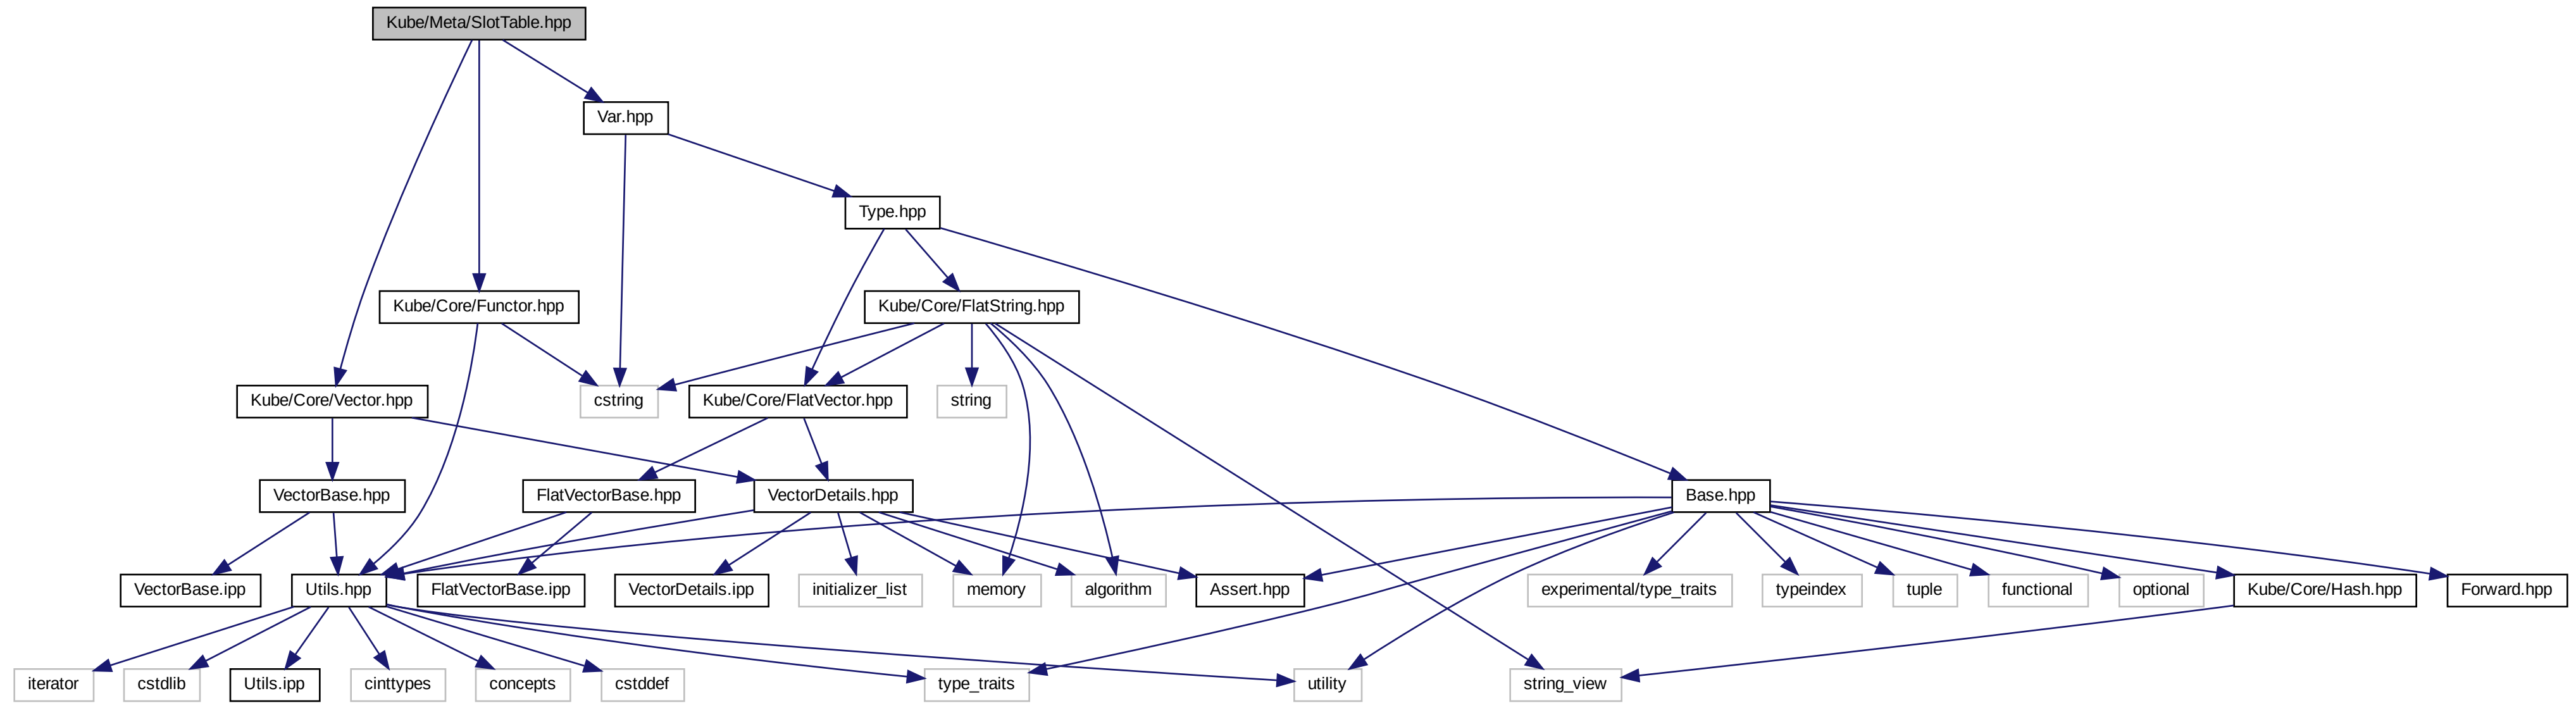 Kube/Meta/SlotTable.hpp
Var.hpp
Type.hpp
Kube/Core/Functor.hpp
Kube/Core/FlatString.hpp
Kube/Core/Vector.hpp
cstring
Kube/Core/FlatVector.hpp
string
VectorBase.hpp
FlatVectorBase.hpp
VectorDetails.hpp
Base.hpp
VectorBase.ipp
Utils.hpp
FlatVectorBase.ipp
VectorDetails.ipp
initializer_list
memory
algorithm
Assert.hpp
experimental/type_traits
typeindex
tuple
functional
optional
Kube/Core/Hash.hpp
Forward.hpp
iterator
cstdlib
Utils.ipp
cinttypes
concepts
cstddef
type_traits
utility
string_view